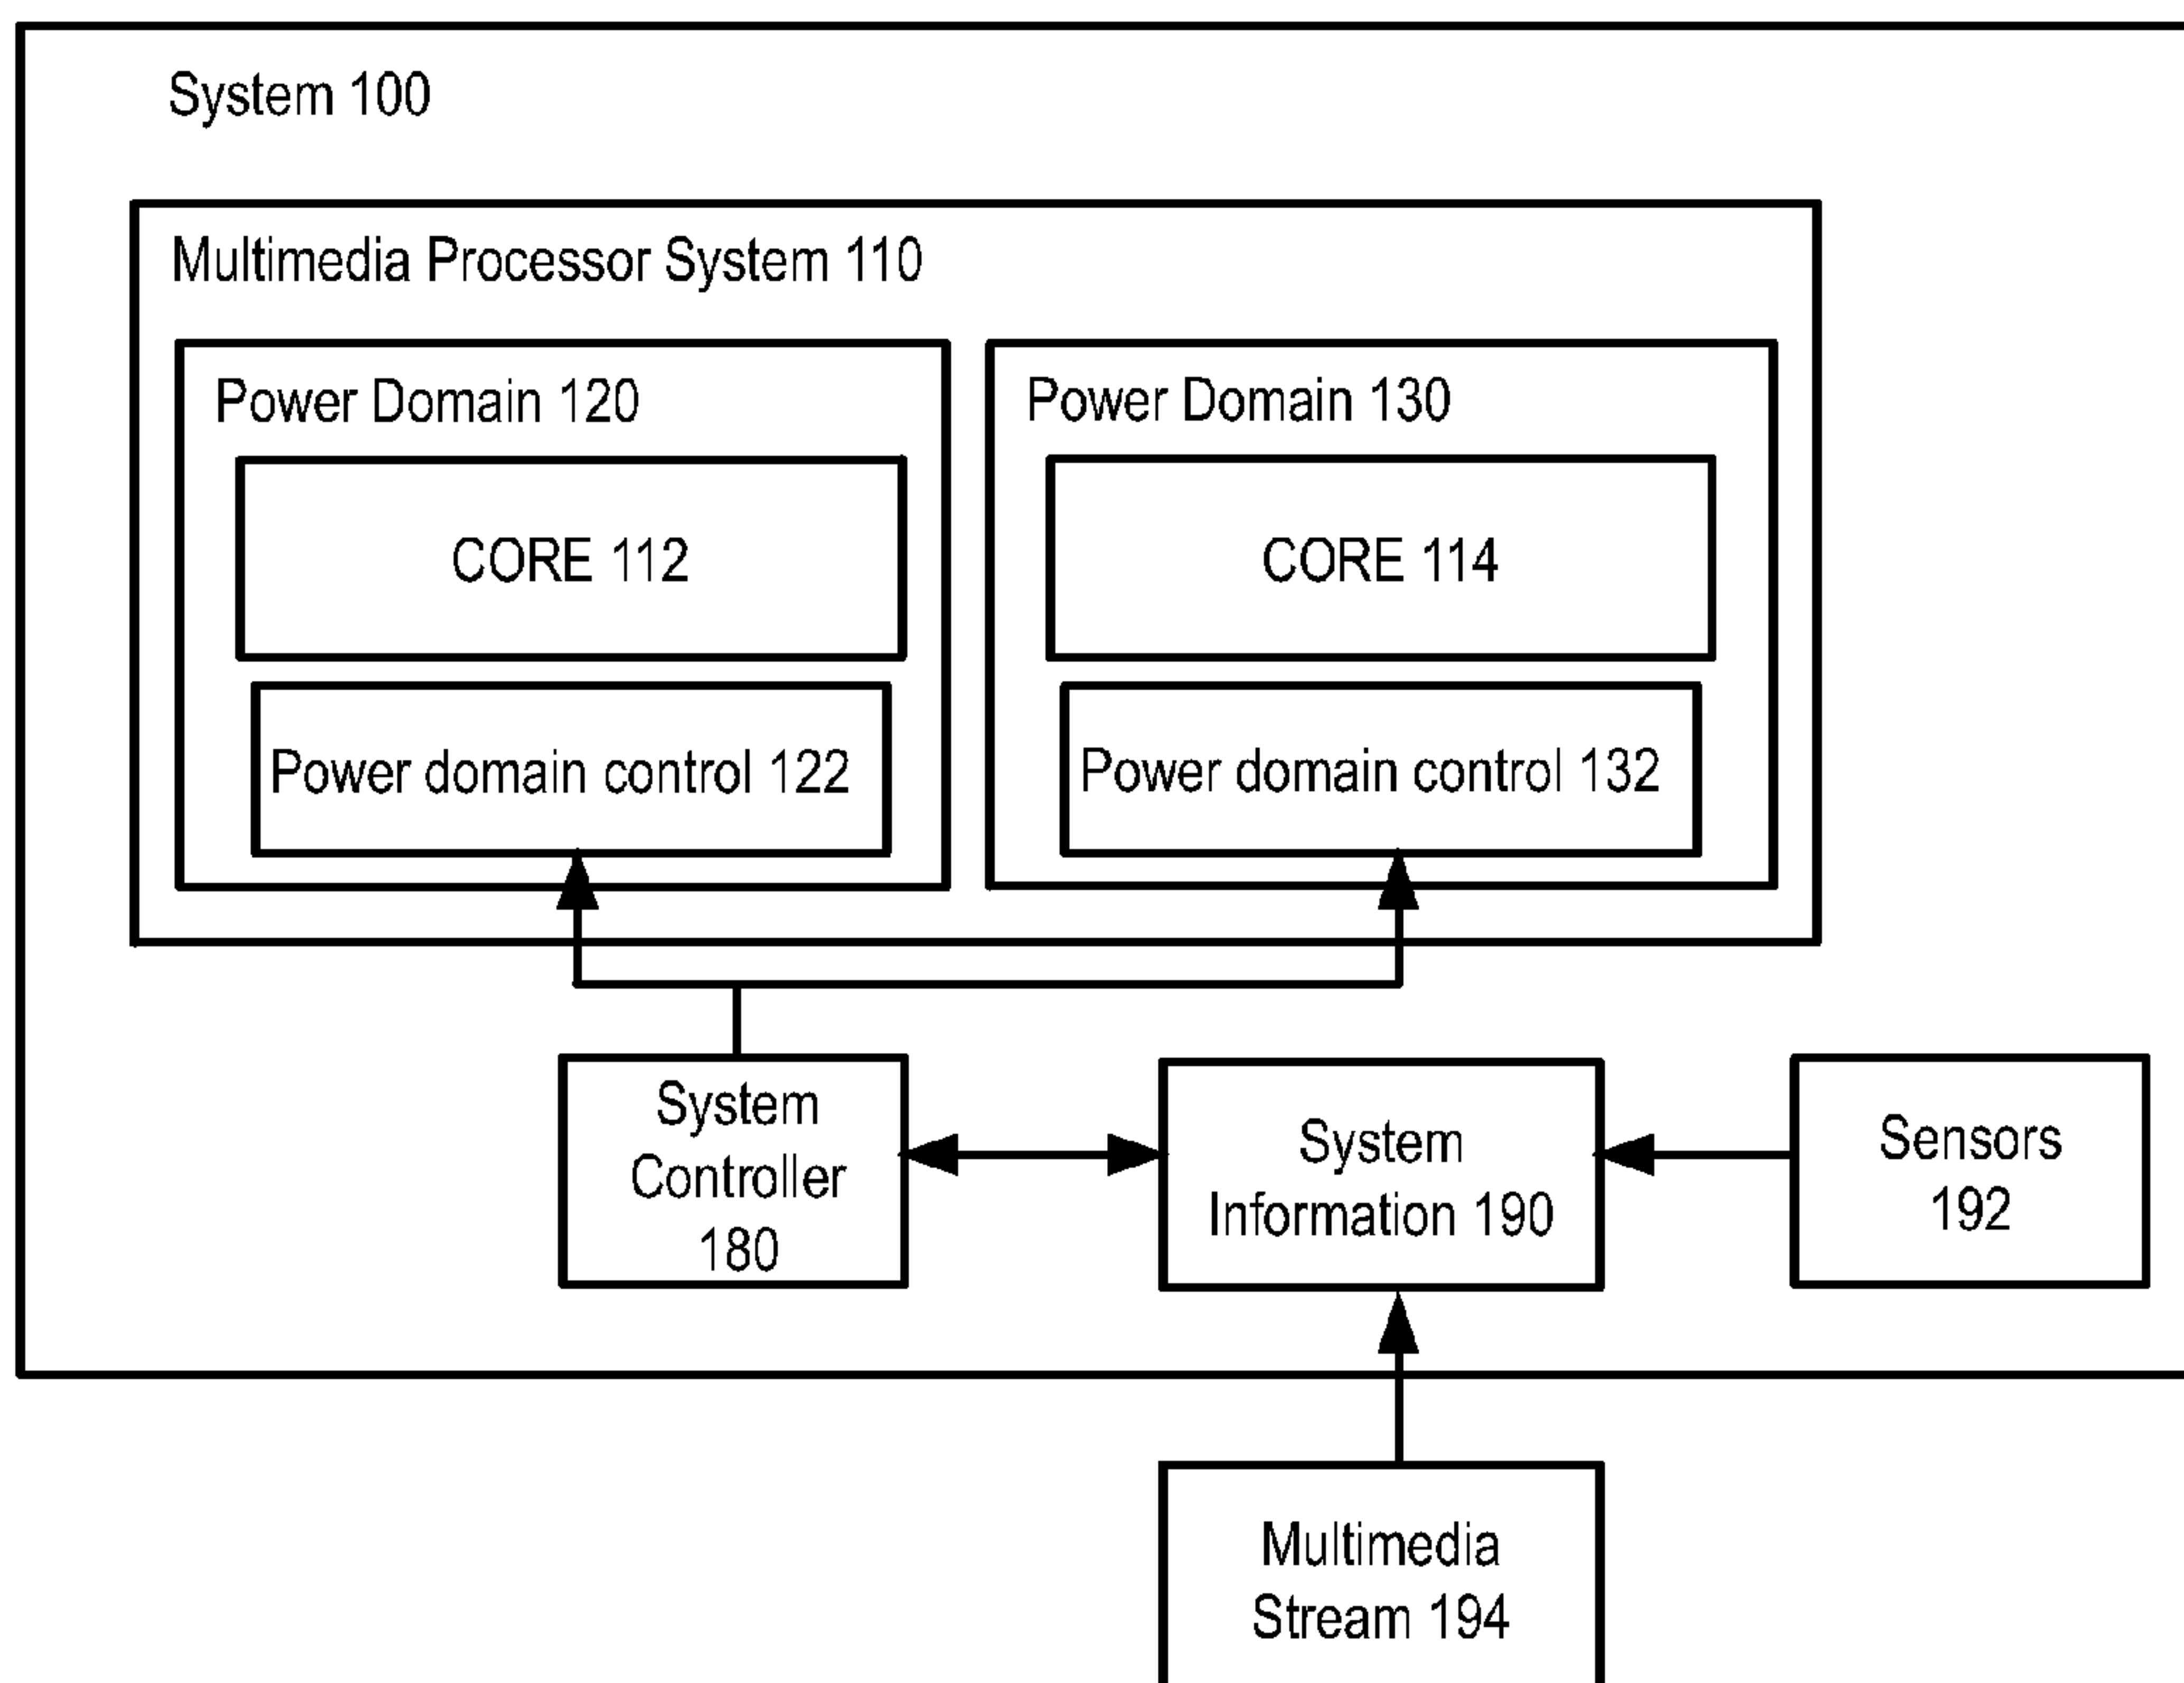 System 100
Multimedia Processor System 110
Power Domain 120
Power Domain 130
CORE 112
CORE 114
Power domain control 122
Power domain control 132
System
Controller
180
System
Information 190
Sensors
192
Multimedia
Stream 194